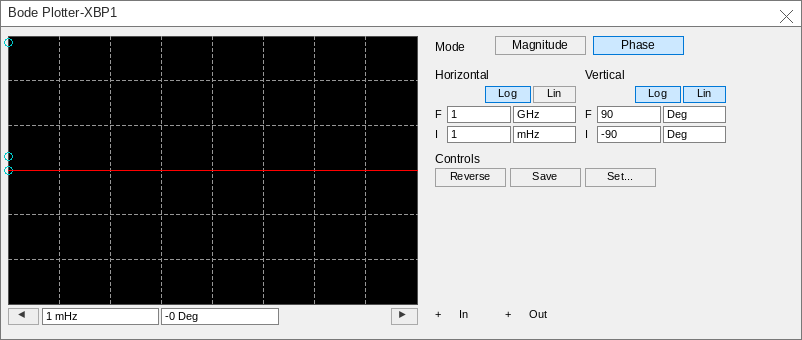 Bode Plotter-XBP1
Mode Magnitude Phase
Horizontal Vertical
Log Lin Log Lin
F 1 GHz F 90 Deg
I 1 mHz I -90 Deg
Controls
Reverse Save Set...
1 mHz -0 Deg + In + Out